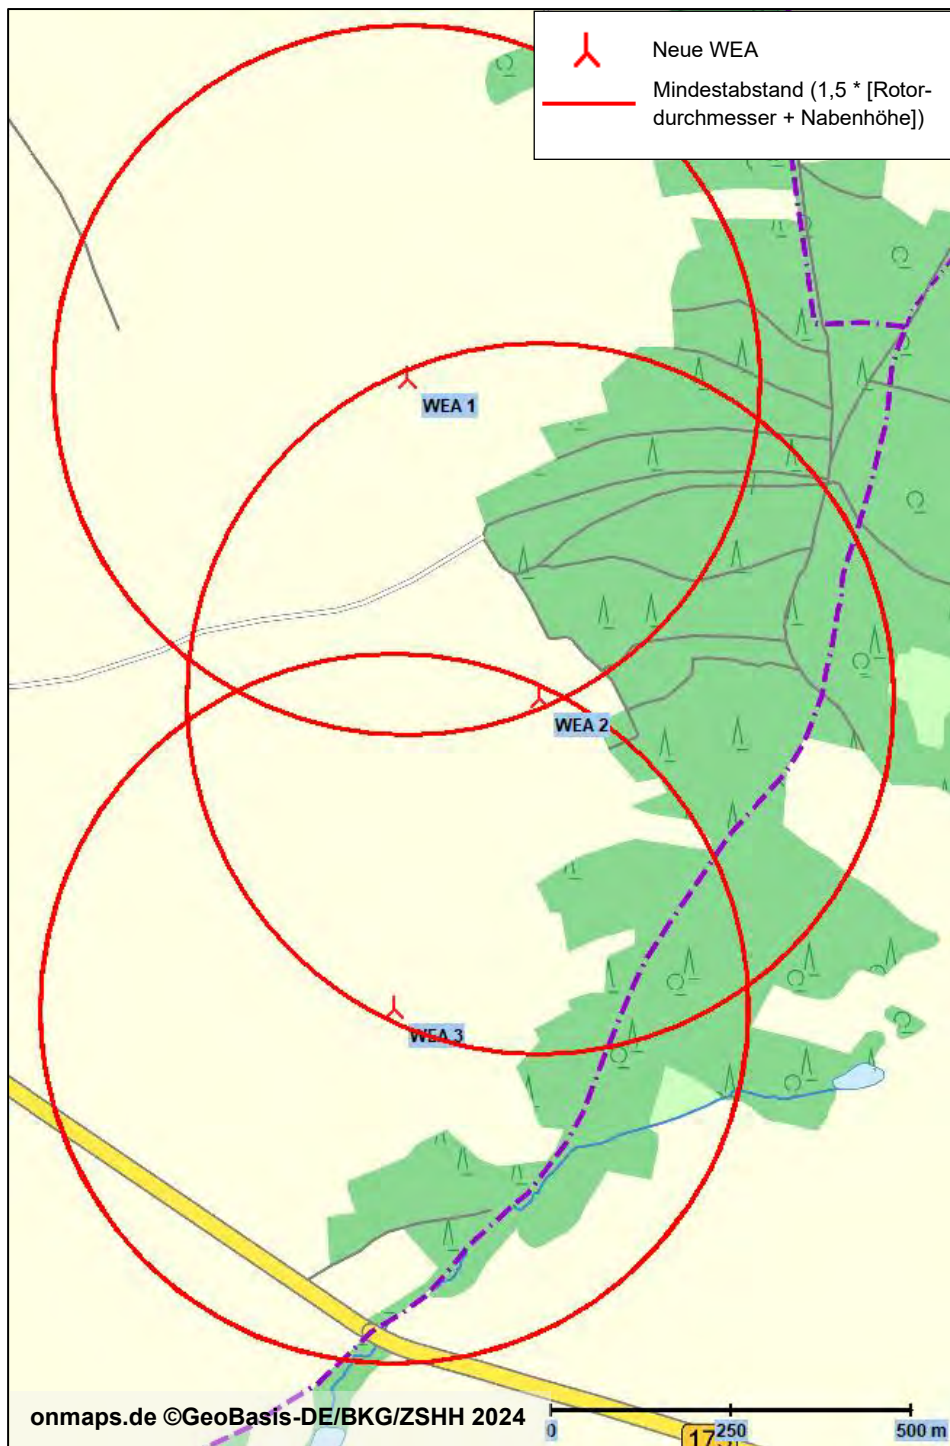 Neue WEA
Mindestabstand (1,5 * [Rotor-
durchmesser + Nabenhöhe])
WEA 1
WEA 2
WEA 3
onmaps.de ©GeoBasis-DE/BKG/ZSHH 2024
0 250 500 m